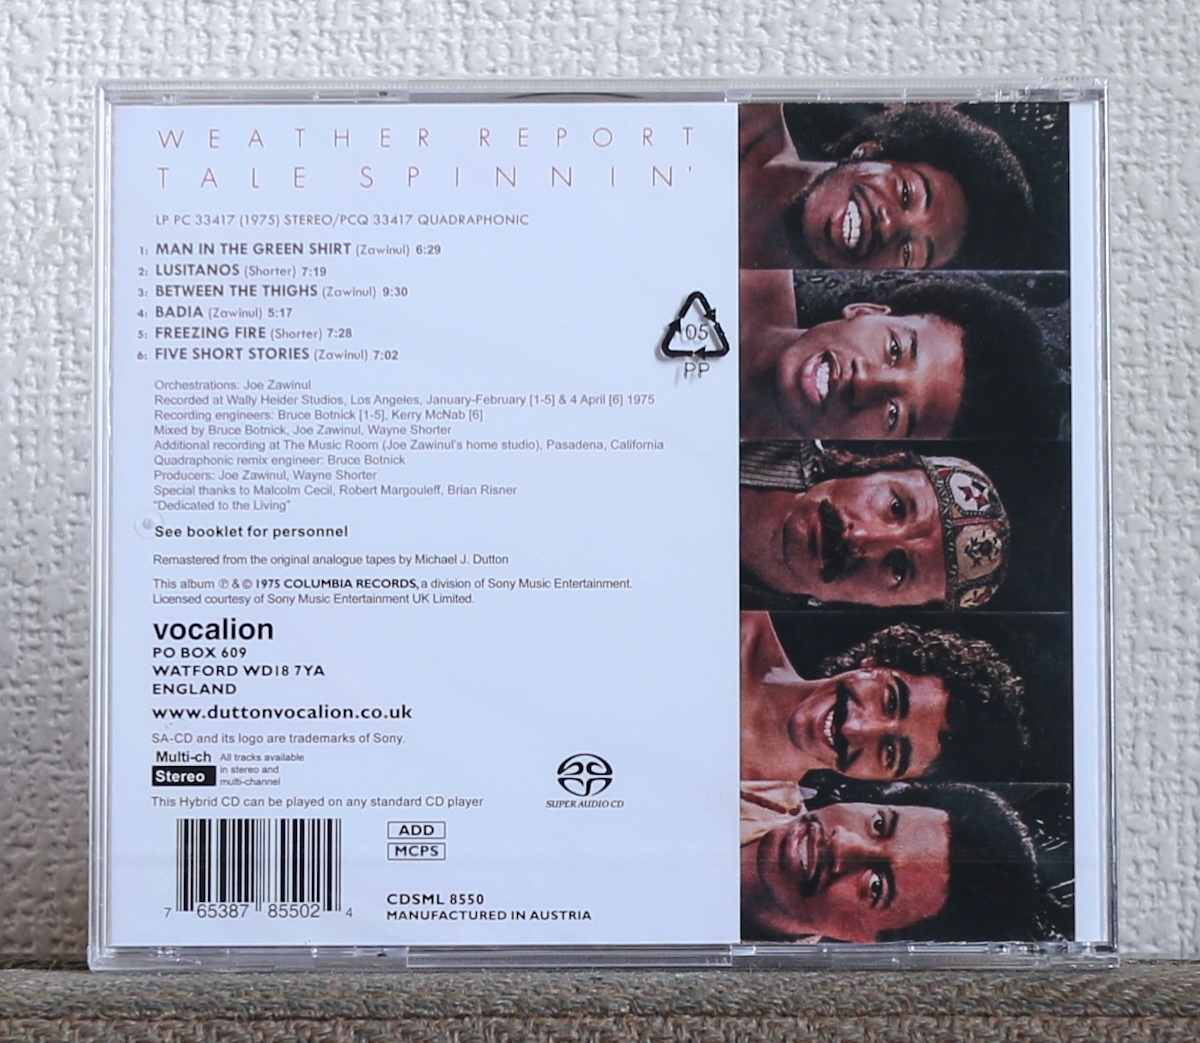 WEATHER REPORT
TALE SPINNIN'
LP PC 33417 (1975) STEREO/PCQ 33417 QUADRAPHONIC
1: MAN IN THE GREEN SHIRT (Zawinul) 6:29
2: LUSITANOS (Shorter) 7:19
3: BETWEEN THE THIGHS (Zawinul) 9:30
4: BADIA (Zawinul) 5:17
5: FREEZING FIRE (Shorter) 7:28
6: FIVE SHORT STORIES (Zawinul) 7:02
05
PP
Orchestrations: Joe Zawinul
Recorded at Wally Heider Studios, Los Angeles, January-February [1-5] & 4 April [6] 1975
Recording engineers: Bruce Botnick [1-5], Kerry McNab [6]
Mixed by Bruce Botnick, Joe Zawinul, Wayne Shorter
Additional recording at The Music Room (Joe Zawinul's home studio), Pasadena, California
Quadraphonic remix engineer: Bruce Botnick
Producers: Joe Zawinul, Wayne Shorter
Special thanks to Malcolm Cecil, Robert Margouleff, Brian Risner
"Dedicated to the Living"
See booklet for personnel
Remastered from the original analogue tapes by Michael J. Dutton
This album ℗ & © 1975 COLUMBIA RECORDS, a division of Sony Music Entertainment.
Licensed courtesy of Sony Music Entertainment UK Limited.
vocalion
PO BOX 609
WATFORD WD18 7YA
ENGLAND
www.duttonvocalion.co.uk
SA-CD and its logo are trademarks of Sony.
Multi-ch
Stereo
All tracks available
in stereo and
multi-channel
SUPER AUDIO CD
This Hybrid CD can be played on any standard CD player
ADD
MCPS
7 65387 85502 4
CDSML 8550
MANUFACTURED IN AUSTRIA